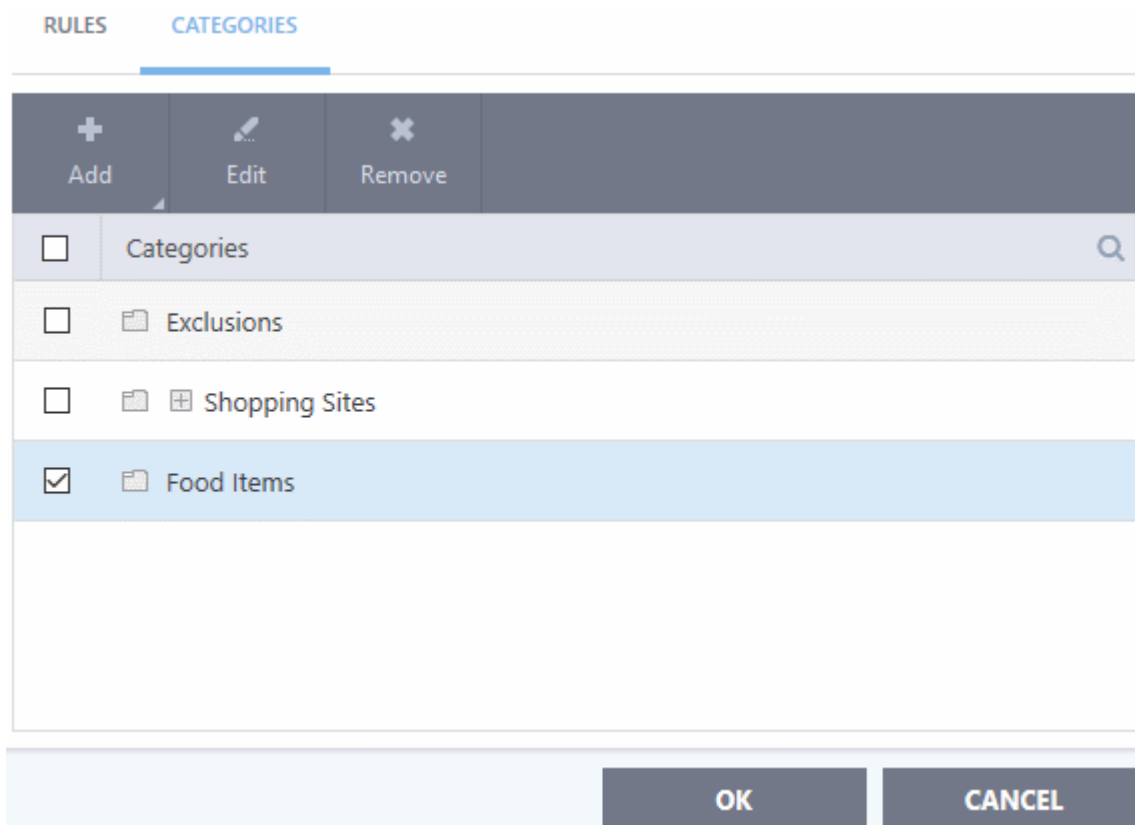 RULES CATEGORIES
Add Edit Remove
Categories
Exclusions
Shopping Sites
Food Items
OK CANCEL